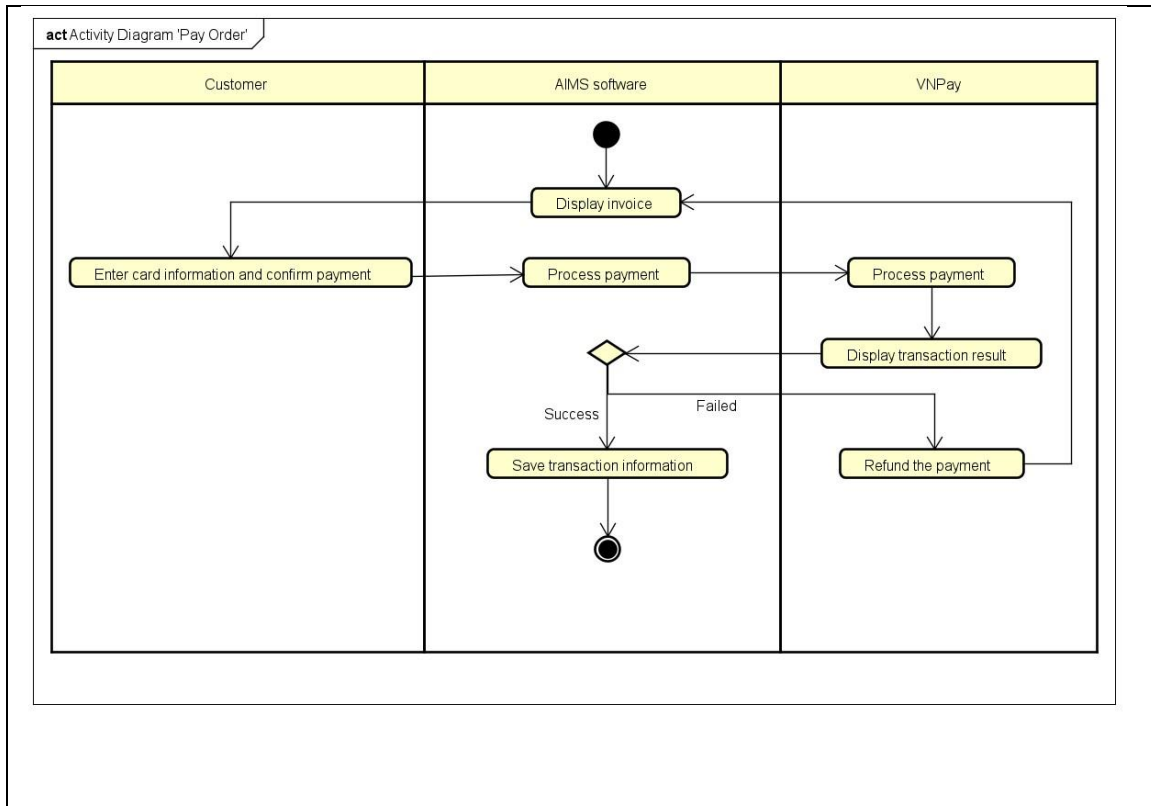 act Activity Diagram 'Pay Order'
Customer
AIMS software
VNPay
Display invoice
Enter card information and confirm payment
Process payment
Process payment
Display transaction result
Success
Failed
Save transaction information
Refund the payment